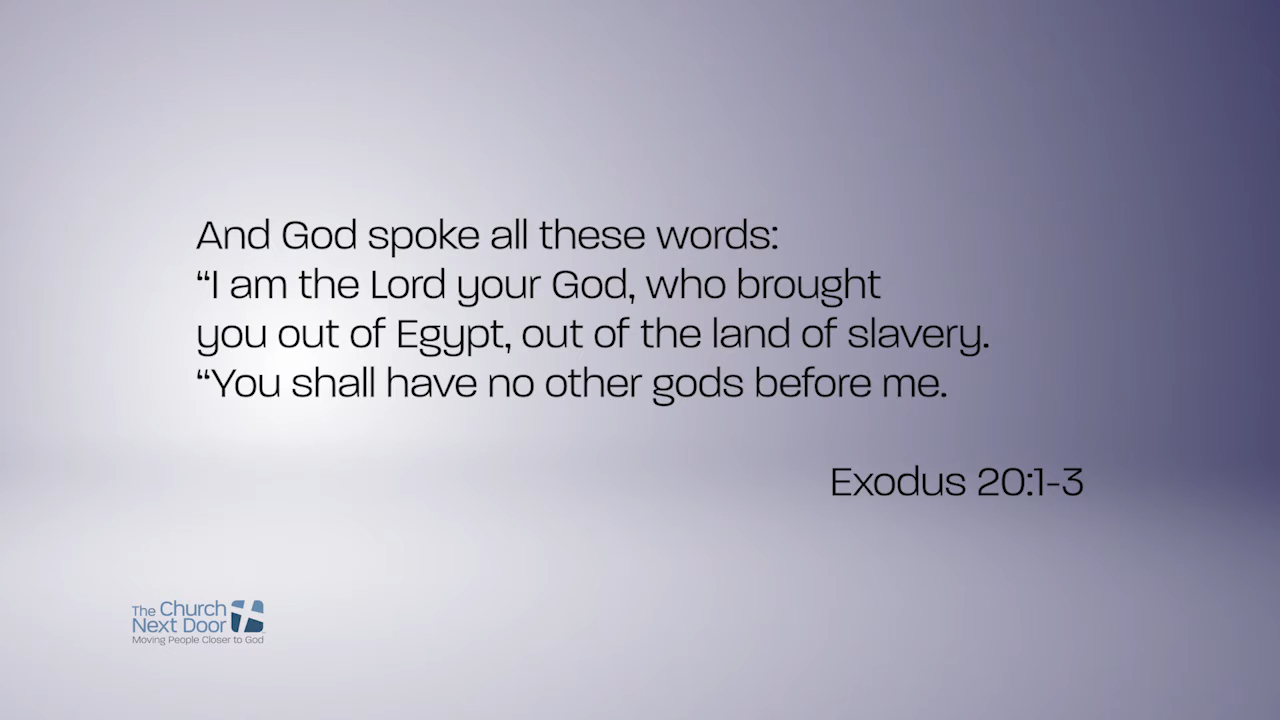 And God spoke all these words:
“I am the Lord your God, who brought
you out of Egypt, out of the land of slavery.
“You shall have no other gods before me.
Exodus 20:1-3
The Church
Next Door
Moving People Closer to God